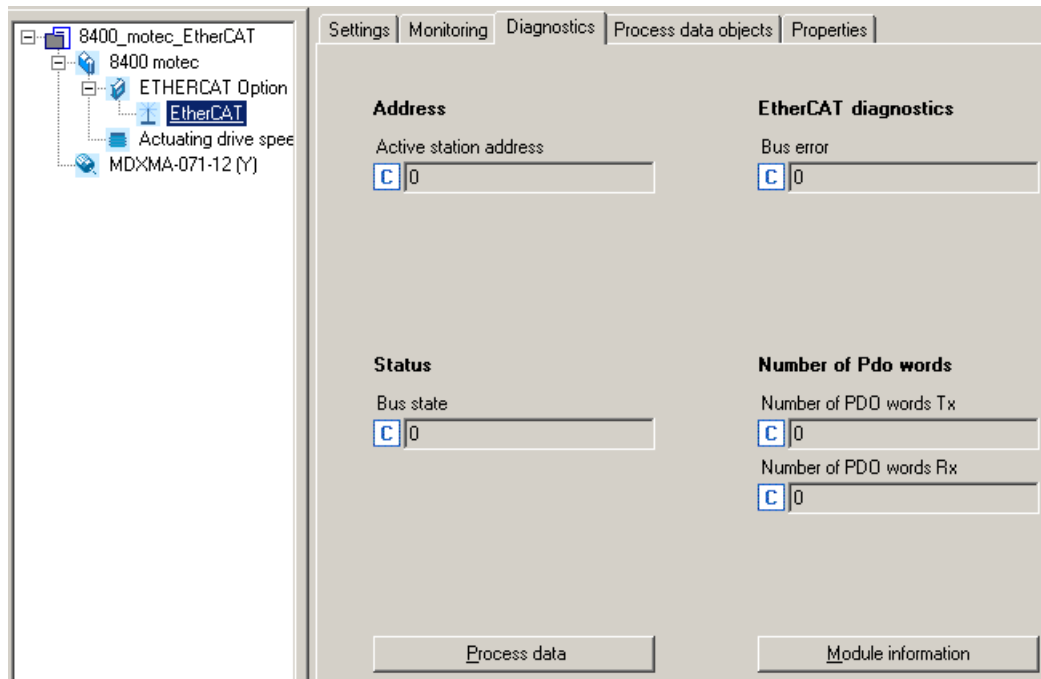 8400_motec_EtherCAT
8400 motec
ETHERCAT Option
EtherCAT
Actuating drive spee
MDXMA-071-12 (Y)
Settings Monitoring Diagnostics Process data objects Properties
Address
Active station address
C 0
EtherCAT diagnostics
Bus error
C 0
Status
Bus state
C 0
Number of Pdo words
Number of PDO words Tx
C 0
Number of PDO words Rx
C 0
Process data
Module information